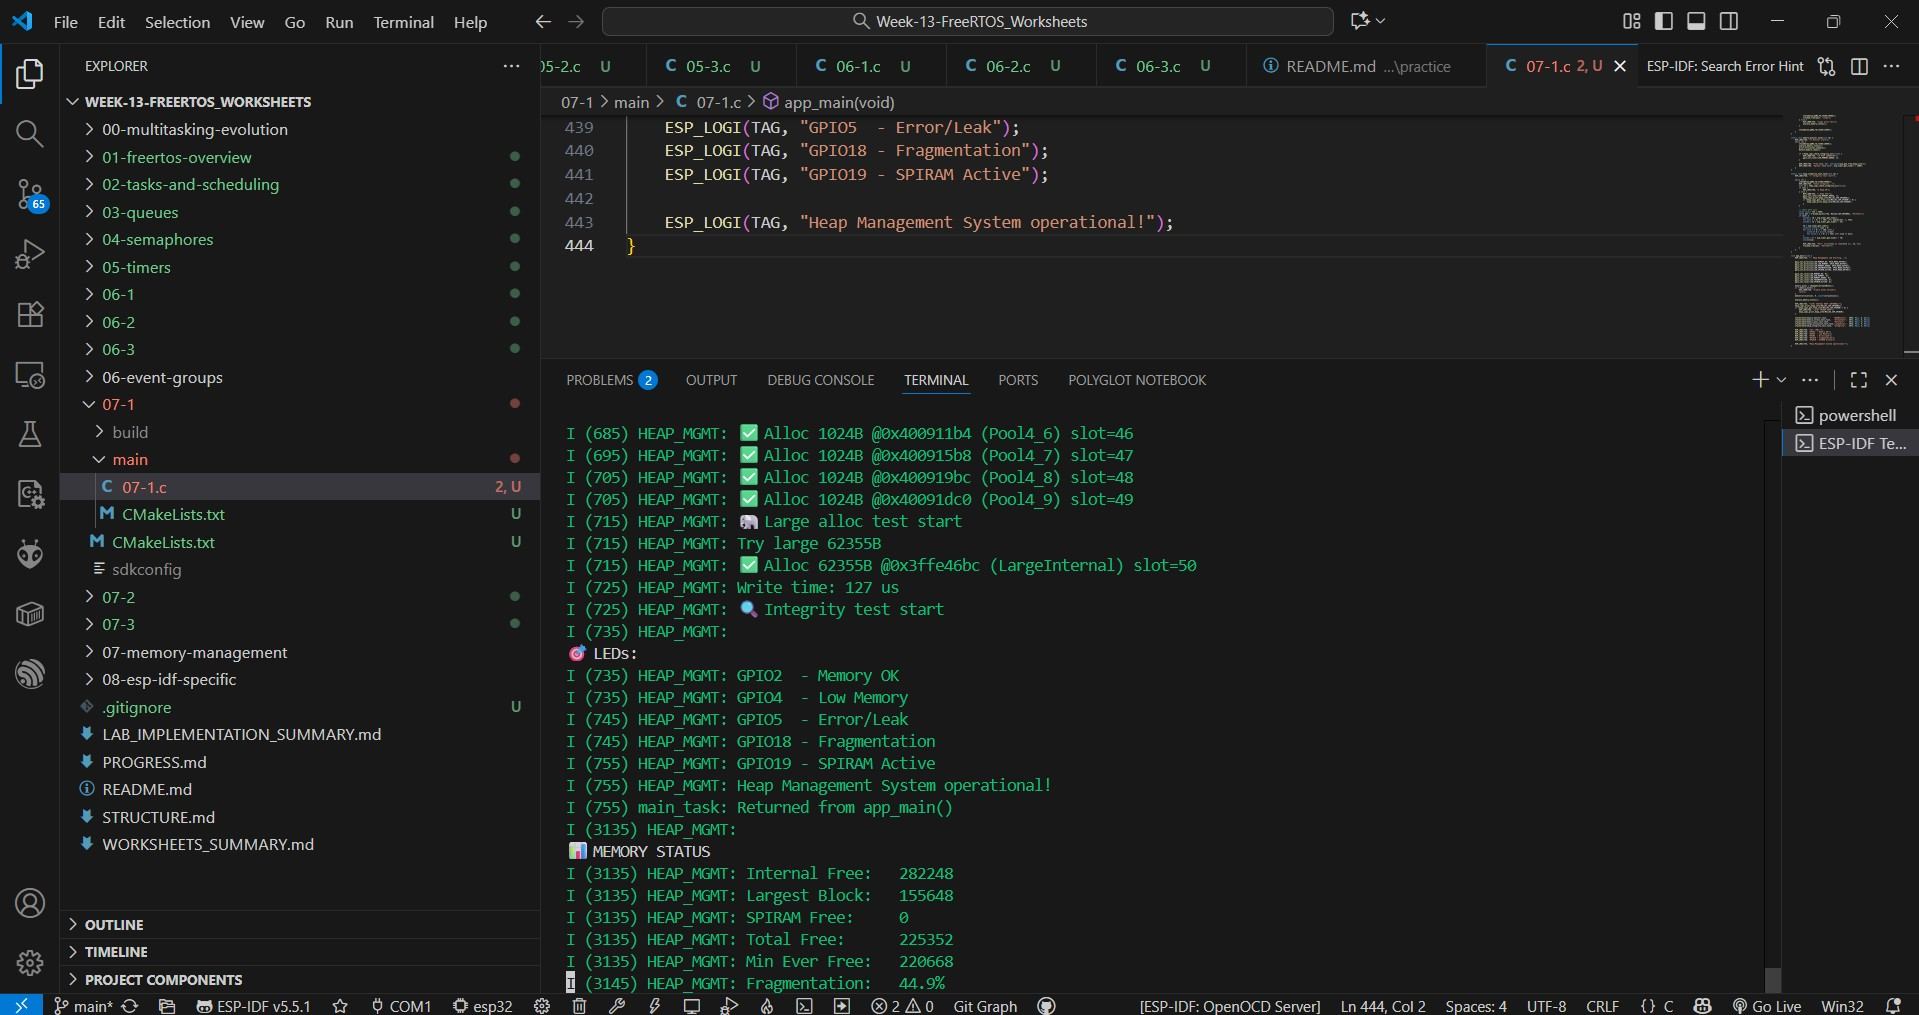 File Edit Selection View Go Run Terminal Help
Week-13-FreeRTOS_Worksheets
EXPLORER
05-2.c U
C 05-3.c U
C 06-1.c U
C 06-2.c U
C 06-3.c U
README.md ...\practice
C 07-1.c 2, U
ESP-IDF: Search Error Hint
07-1 > main > C 07-1.c > app_main(void)
WEEK-13-FREERTOS_WORKSHEETS
00-multitasking-evolution
01-freertos-overview
02-tasks-and-scheduling
03-queues
04-semaphores
05-timers
06-1
06-2
06-3
06-event-groups
07-1
build
main
C 07-1.c 2, U
M CMakeLists.txt U
M CMakeLists.txt U
sdkconfig
07-2
07-3
07-memory-management
08-esp-idf-specific
.gitignore U
LAB_IMPLEMENTATION_SUMMARY.md
PROGRESS.md
README.md
STRUCTURE.md
WORKSHEETS_SUMMARY.md
OUTLINE
TIMELINE
PROJECT COMPONENTS
65
439 ESP_LOGI(TAG, "GPIO5  - Error/Leak");
440 ESP_LOGI(TAG, "GPIO18 - Fragmentation");
441 ESP_LOGI(TAG, "GPIO19 - SPIRAM Active");
442
443 ESP_LOGI(TAG, "Heap Management System operational!");
444 }
PROBLEMS 2 OUTPUT DEBUG CONSOLE TERMINAL PORTS POLYGLOT NOTEBOOK
powershell
ESP-IDF Te...
I (685) HEAP_MGMT: ✅ Alloc 1024B @0x400911b4 (Pool4_6) slot=46
I (695) HEAP_MGMT: ✅ Alloc 1024B @0x400915b8 (Pool4_7) slot=47
I (705) HEAP_MGMT: ✅ Alloc 1024B @0x400919bc (Pool4_8) slot=48
I (705) HEAP_MGMT: ✅ Alloc 1024B @0x40091dc0 (Pool4_9) slot=49
I (715) HEAP_MGMT: 🐘 Large alloc test start
I (715) HEAP_MGMT: Try large 62355B
I (715) HEAP_MGMT: ✅ Alloc 62355B @0x3ffe46bc (LargeInternal) slot=50
I (725) HEAP_MGMT: Write time: 127 us
I (725) HEAP_MGMT: 🔍 Integrity test start
I (735) HEAP_MGMT:
🎯 LEDs:
I (735) HEAP_MGMT: GPIO2  - Memory OK
I (735) HEAP_MGMT: GPIO4  - Low Memory
I (745) HEAP_MGMT: GPIO5  - Error/Leak
I (745) HEAP_MGMT: GPIO18 - Fragmentation
I (755) HEAP_MGMT: GPIO19 - SPIRAM Active
I (755) HEAP_MGMT: Heap Management System operational!
I (755) main_task: Returned from app_main()
I (3135) HEAP_MGMT:
📊 MEMORY STATUS
I (3135) HEAP_MGMT: Internal Free:   282248
I (3135) HEAP_MGMT: Largest Block:   155648
I (3135) HEAP_MGMT: SPIRAM Free:     0
I (3135) HEAP_MGMT: Total Free:      225352
I (3135) HEAP_MGMT: Min Ever Free:   220668
I (3145) HEAP_MGMT: Fragmentation:   44.9%
main* ESP-IDF v5.5.1 COM1 esp32 2 0 Git Graph [ESP-IDF: OpenOCD Server] Ln 444, Col 2 Spaces: 4 UTF-8 CRLF {} C Go Live Win32